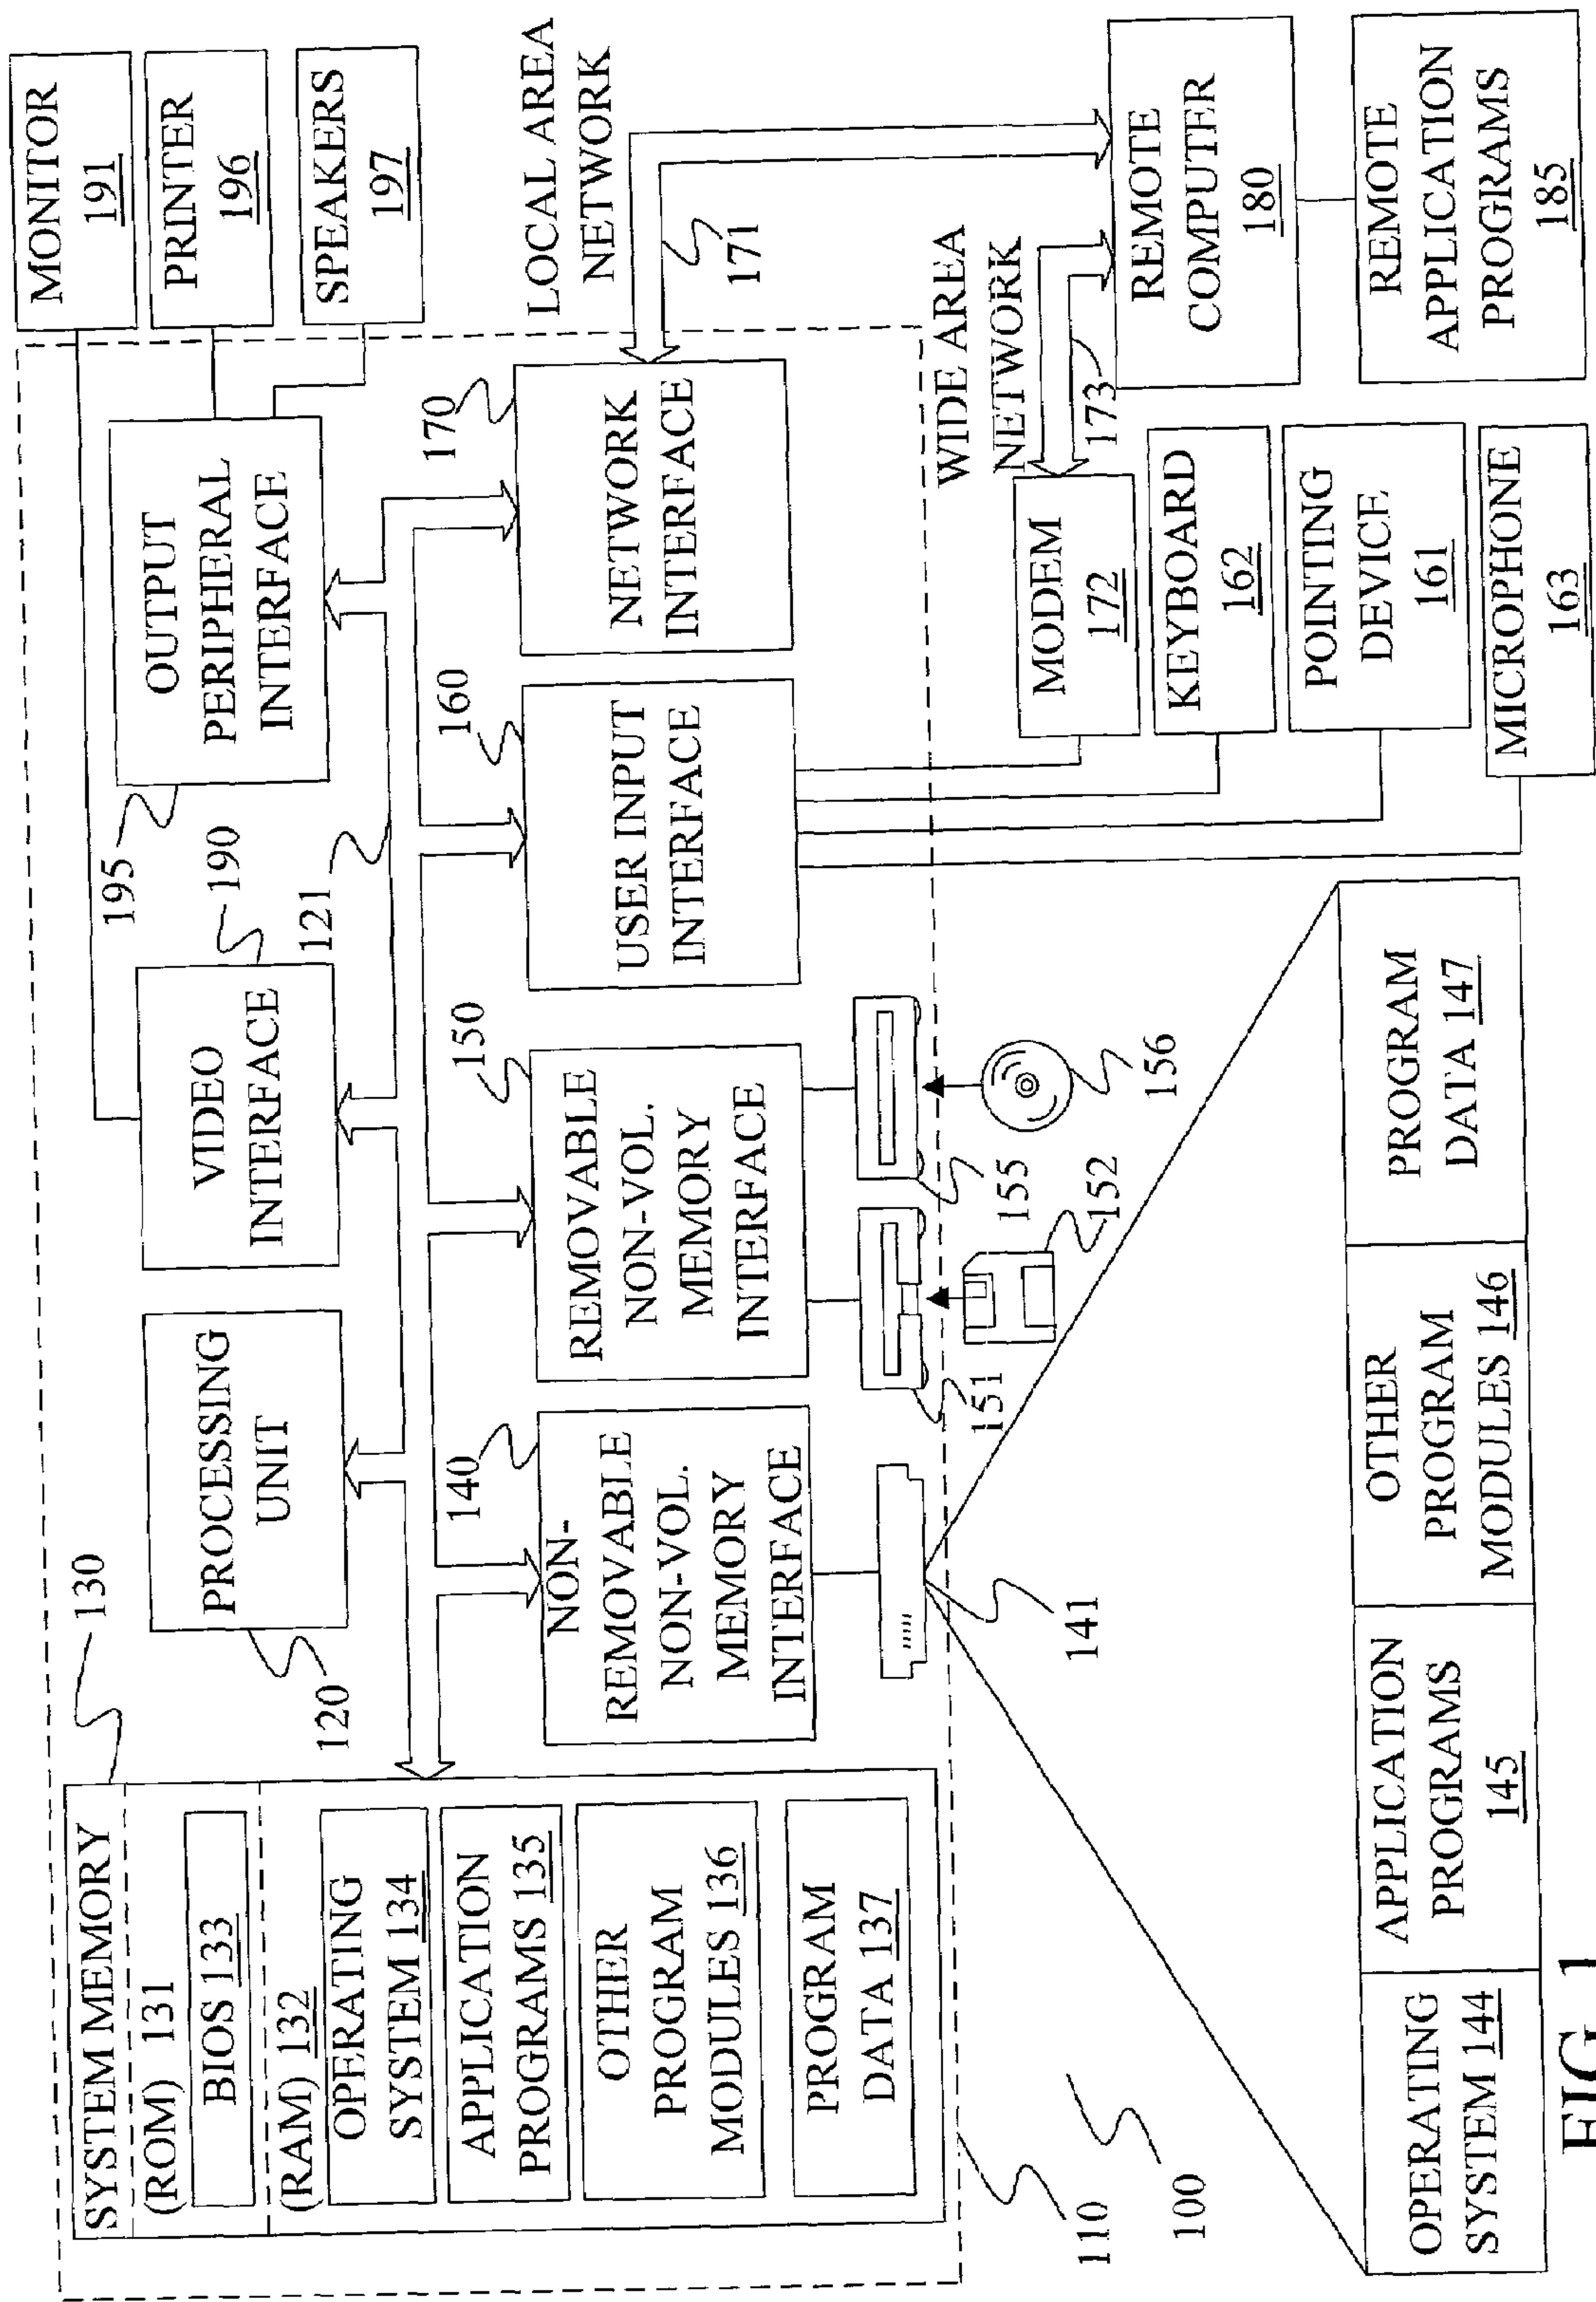 SYSTEM MEMORY
(ROM) 131
BIOS 133
(RAM) 132
OPERATING
SYSTEM 134
APPLICATION
PROGRAMS 135
OTHER
PROGRAM
MODULES 136
PROGRAM
DATA 137
130
120
PROCESSING
UNIT
VIDEO
INTERFACE
190
121
195
OUTPUT
PERIPHERAL
INTERFACE
MONITOR
191
PRINTER
196
SPEAKERS
197
140
NON-
REMOVABLE
NON-VOL.
MEMORY
INTERFACE
150
REMOVABLE
NON-VOL.
MEMORY
INTERFACE
160
USER INPUT
INTERFACE
170
NETWORK
INTERFACE
LOCAL AREA
NETWORK
171
WIDE AREA
NETWORK
173
141
151
152
155
156
MODEM
172
KEYBOARD
162
POINTING
DEVICE
161
MICROPHONE
163
REMOTE
COMPUTER
180
REMOTE
APPLICATION
PROGRAMS
185
110
100
OPERATING
SYSTEM 144
APPLICATION
PROGRAMS
145
OTHER
PROGRAM
MODULES 146
PROGRAM
DATA 147
FIG. 1